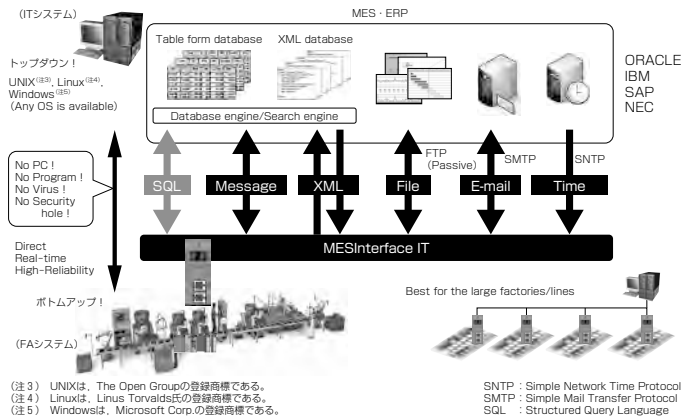 (ITシステム)
トップダウン！
UNIX(注3), Linux(注4),
Windows(注5)
(Any OS is available)
MES・ERP
Table form database
XML database
Database engine/Search engine
ORACLE
IBM
SAP
NEC
FTP
(Passive)
SMTP
SNTP
SQL
Message
XML
File
E-mail
Time
No PC！
No Program！
No Virus！
No Security
hole！
MESInterface IT
Direct
Real-time
High-Reliability
ボトムアップ！
(FAシステム)
Best for the large factories/lines
(注3) UNIXは，The Open Groupの登録商標である。
(注4) Linuxは，Linus Torvalds氏の登録商標である。
(注5) Windowsは，Microsoft Corp.の登録商標である。
SNTP：Simple Network Time Protocol
SMTP：Simple Mail Transfer Protocol
SQL：Structured Query Language